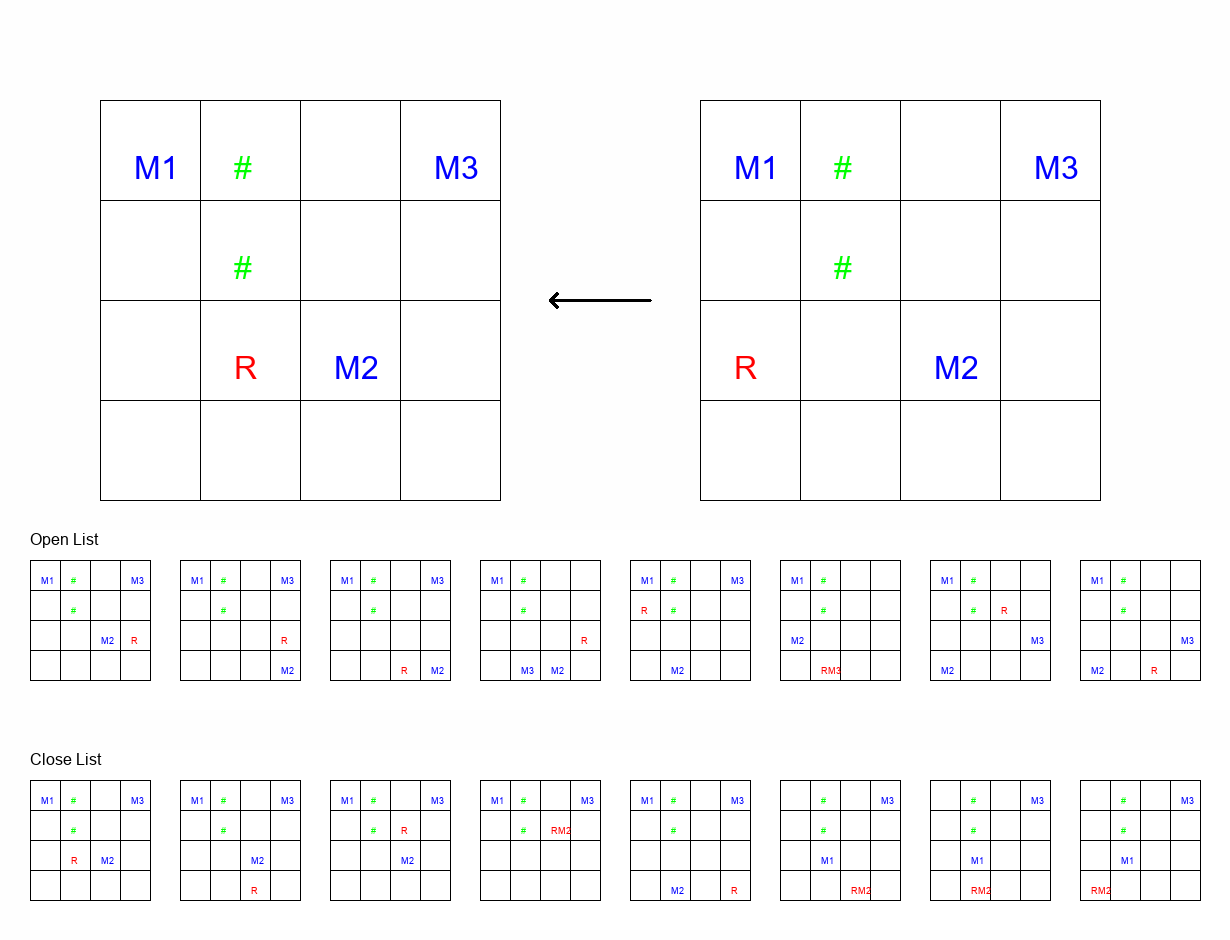 M1 # M3 M1 # M3
# #
R M2 R M2
Open List
M1 # M3 M1 # M3 M1 # M3 M1 # M1 # M3 M1 # M1 # M1 #
# # # # R # # # R #
M2 R R R M2 M3 M3
M2 R M2 M3 M2 M2 RM3 M2 M2 R
Close List
M1 # M3 M1 # M3 M1 # M3 M1 # M3 M1 # M3 # M3 # M3 # M3
# # # R # RM2 # # # #
R M2 M2 M2 M1 M1 M1
R M2 R RM2 RM2 RM2